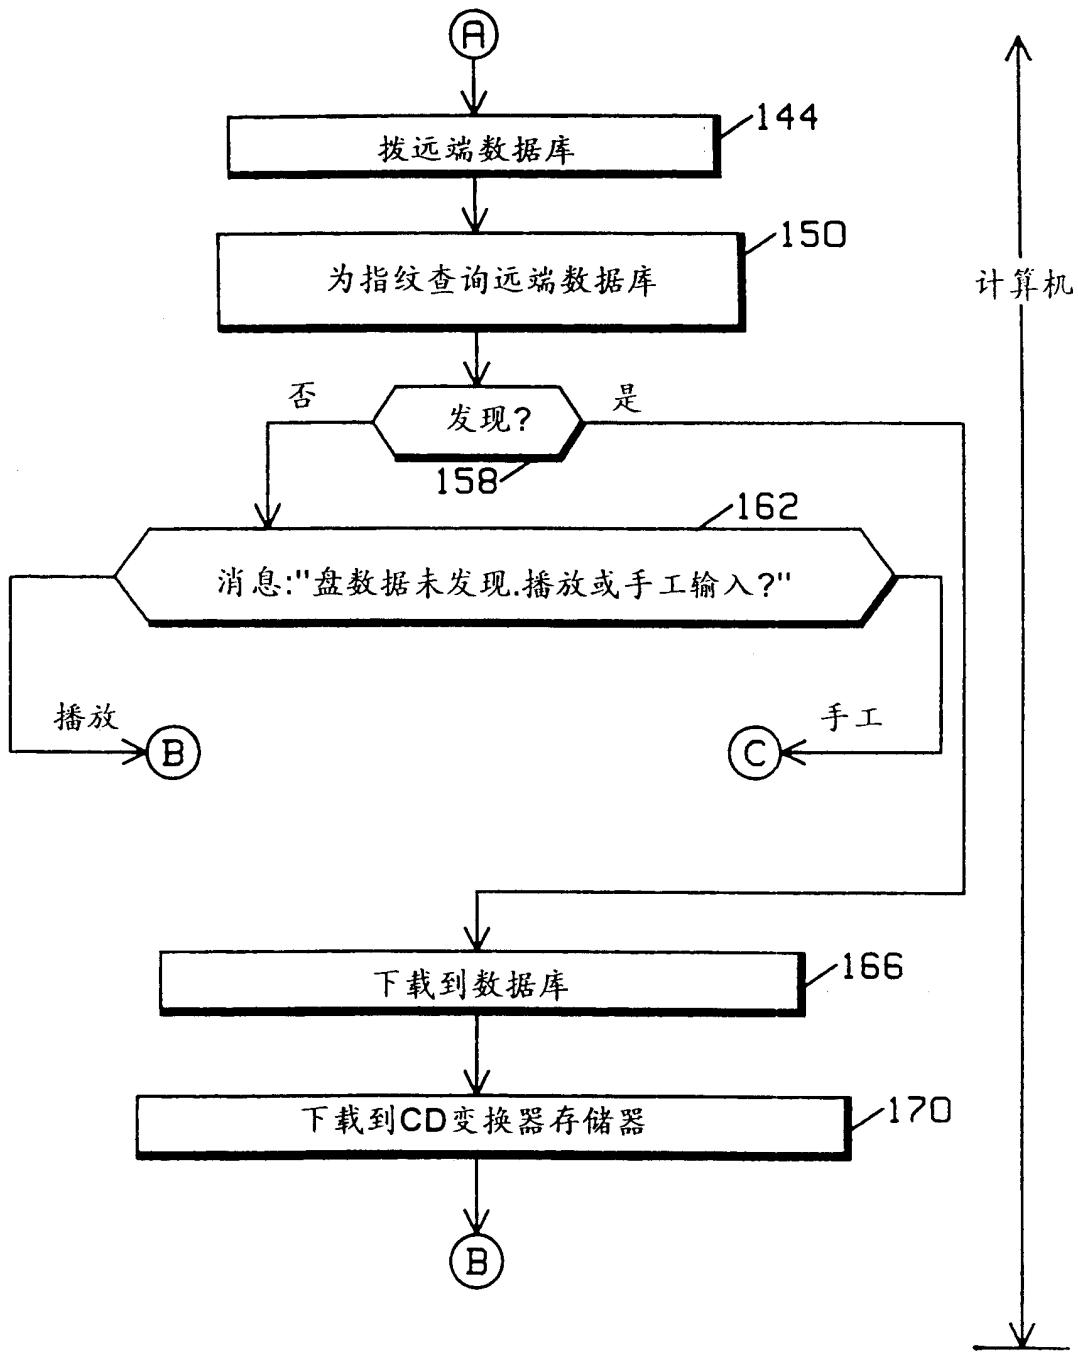 A
144
拨远端数据库
150
为指纹查询远端数据库
计算机
否
发现?
是
158
162
消息:"盘数据未发现.播放或手工输入?"
播放
B
C
手工
166
下载到数据库
170
下载到CD变换器存储器
B